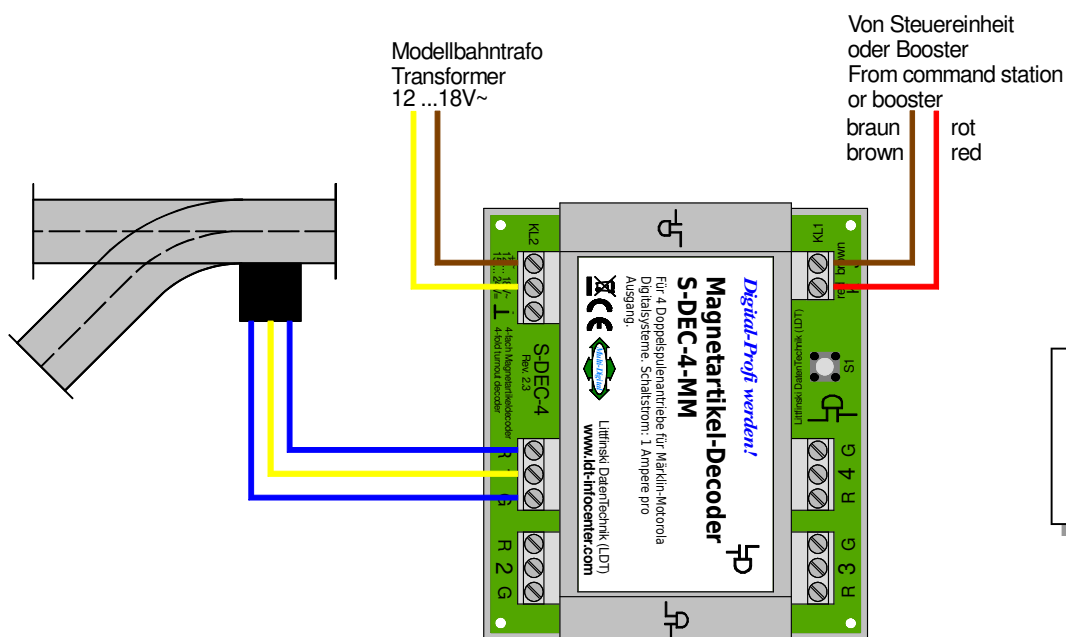 Modellbahntrafo
Transformer
12 ...18V~
Von Steuereinheit
oder Booster
From command station
or booster
braun rot
brown red
KL2
S-DEC-4
Rev. 2.3
4-fach Magnetartikeldecoder
4-fold turnout decoder
R
G
R 2 G
Digital-Profi werden!
Magnetartikel-Decoder
S-DEC-4-MM
Für 4 Doppelspulenantriebe für Märklin-Motorola
Digitalsysteme. Schaltstrom: 1 Ampere pro
Ausgang.
CE
Multi-Digital
Littfinski DatenTechnik (LDT)
www.ldt-infocenter.com
KL1
red brown
S1
Littfinski DatenTechnik (LDT)
R 4 G
R 3 G